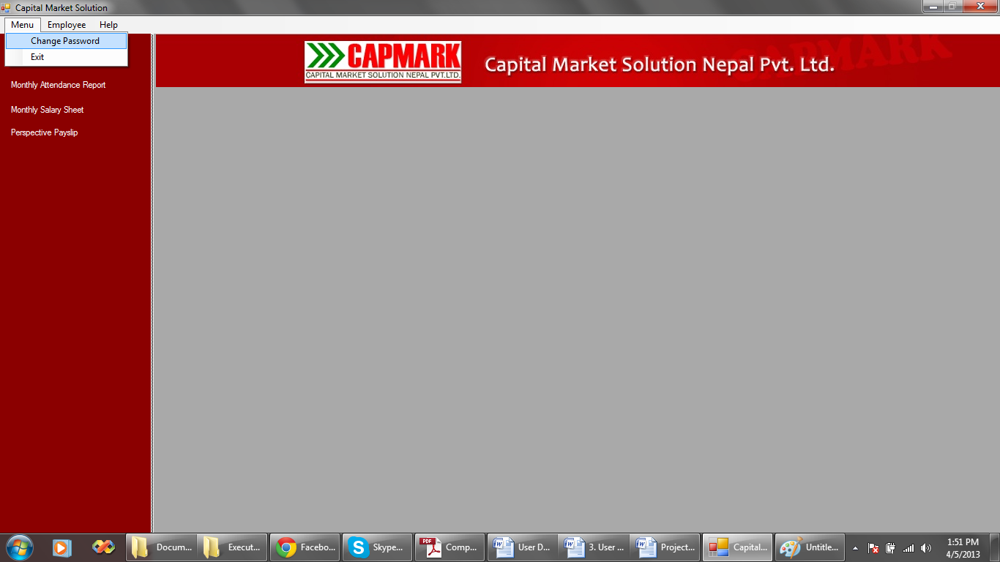 Capital Market Solution
Menu Employee Help
Change Password
Exit
Monthly Attendance Report
Monthly Salary Sheet
Perspective Payslip
CAPMARK
CAPITAL MARKET SOLUTION NEPAL PVT.LTD.
Capital Market Solution Nepal Pvt. Ltd.
CAPMARK
Docum... Execut... Facebo... Skype... PDF Comp... User D... 3. User ... Project... Capital... Untitle... 1:51 PM
4/5/2013